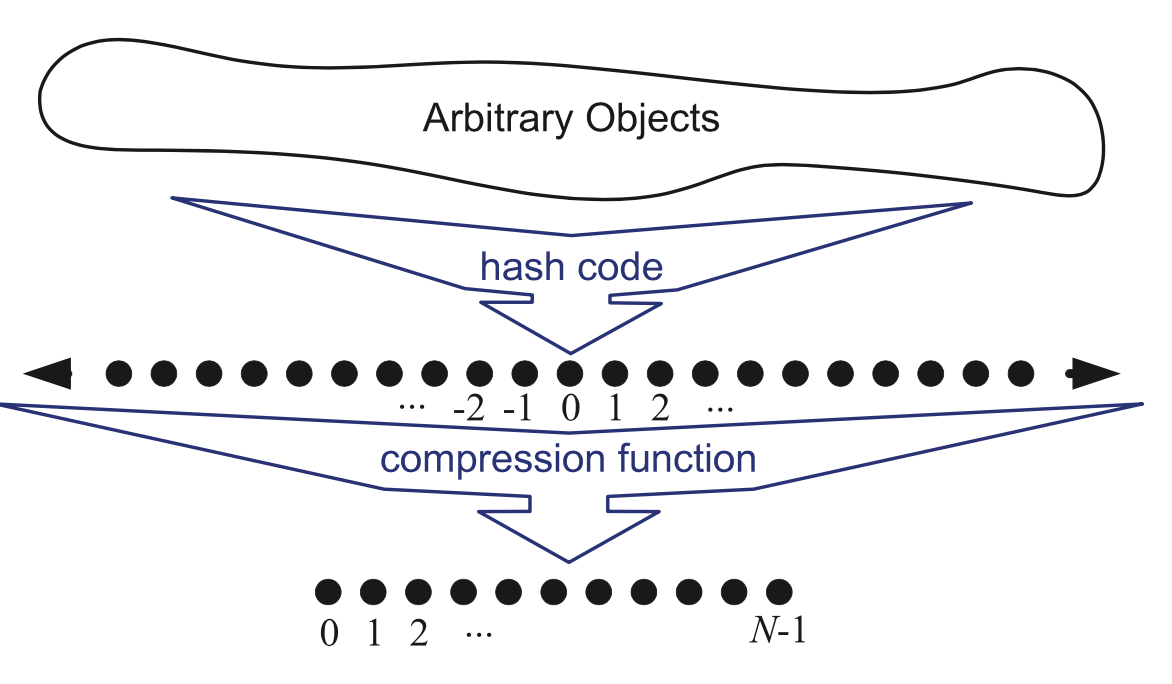 Arbitrary Objects
hash code
... -2 -1 0 1 2 ...
compression function
0 1 2 ... N-1